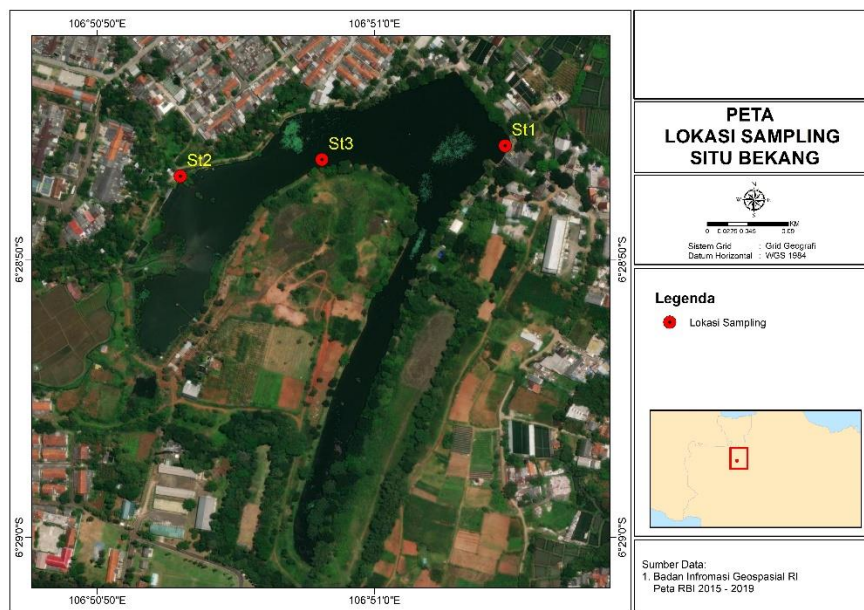 106°50'50"E
106°51'0"E
6°28'50"S
6°29'0"S
St1
St2
St3
106°50'50"E
106°51'0"E
6°28'50"S
6°29'0"S
PETA
LOKASI SAMPLING
SITU BEKANG
N
W E
S
KM
Sistem Grid : Grid Geografi
Datum Horizontal : WGS 1984
Legenda
Lokasi Sampling
Sumber Data:
1. Badan Infromasi Geospasial RI
Peta RBI 2015 - 2019